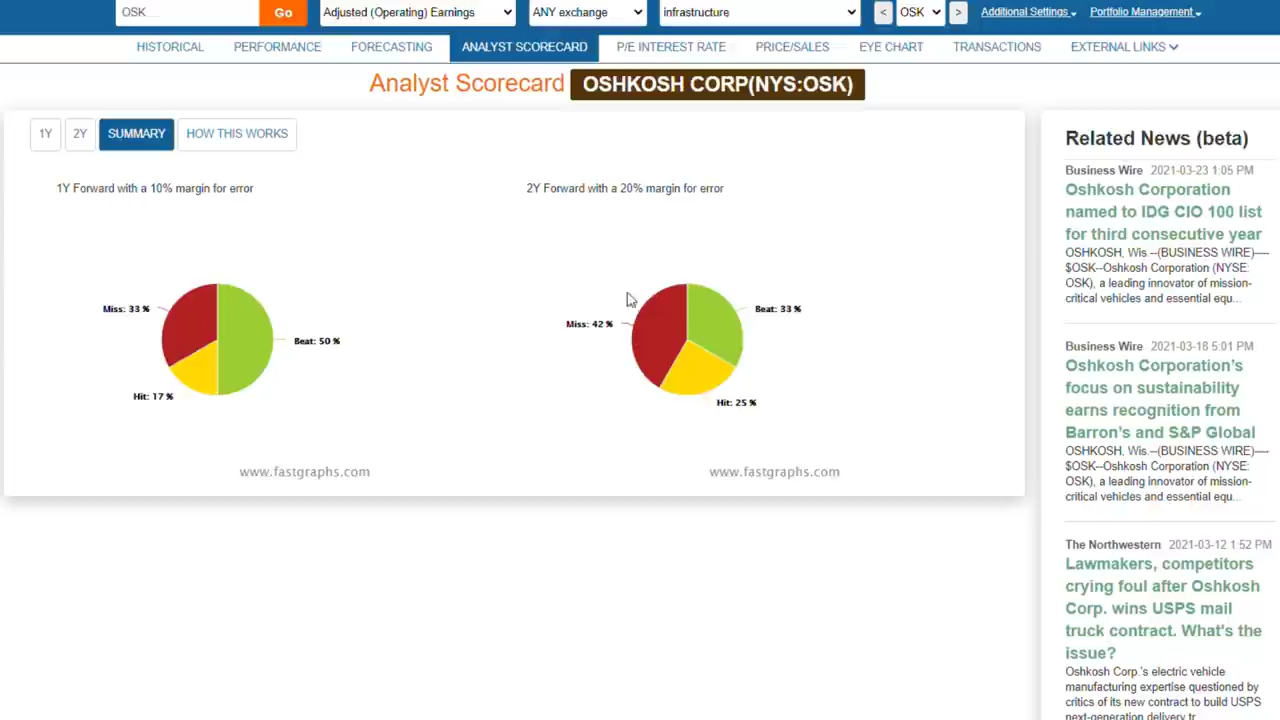 OSK
Go
Adjusted (Operating) Earnings
ANY exchange
infrastructure
<
OSK
>
Additional Settings
Portfolio Management
HISTORICAL
PERFORMANCE
FORECASTING
ANALYST SCORECARD
P/E INTEREST RATE
PRICE/SALES
EYE CHART
TRANSACTIONS
EXTERNAL LINKS
Analyst Scorecard OSHKOSH CORP(NYS:OSK)
1Y
2Y
SUMMARY
HOW THIS WORKS
1Y Forward with a 10% margin for error
Miss: 33 %
Beat: 50 %
Hit: 17 %
www.fastgraphs.com
2Y Forward with a 20% margin for error
Beat: 33 %
Miss: 42 %
Hit: 25 %
www.fastgraphs.com
Related News (beta)
Business Wire 2021-03-23 1:05 PM
Oshkosh Corporation
named to IDG CIO 100 list
for third consecutive year
OSHKOSH, Wis.--(BUSINESS WIRE)--
$OSK--Oshkosh Corporation (NYSE:
OSK), a leading innovator of mission-
critical vehicles and essential equ...
Business Wire 2021-03-18 5:01 PM
Oshkosh Corporation's
focus on sustainability
earns recognition from
Barron's and S&P Global
OSHKOSH, Wis.--(BUSINESS WIRE)--
$OSK--Oshkosh Corporation (NYSE:
OSK), a leading innovator of mission-
critical vehicles and essential equ...
The Northwestern 2021-03-12 1:52 PM
Lawmakers, competitors
crying foul after Oshkosh
Corp. wins USPS mail
truck contract. What's the
issue?
Oshkosh Corp.'s electric vehicle
manufacturing expertise questioned by
critics of its new contract to build USPS
next-generation delivery tr...